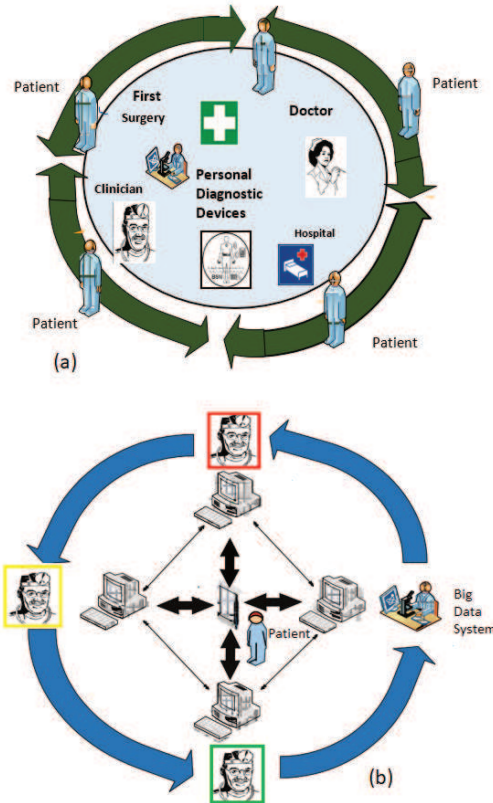 Patient
First
Surgery
Doctor
Patient
Clinician
Personal
Diagnostic
Devices
Hospital
Patient
Patient
(a)
Patient
Big
Data
System
(b)